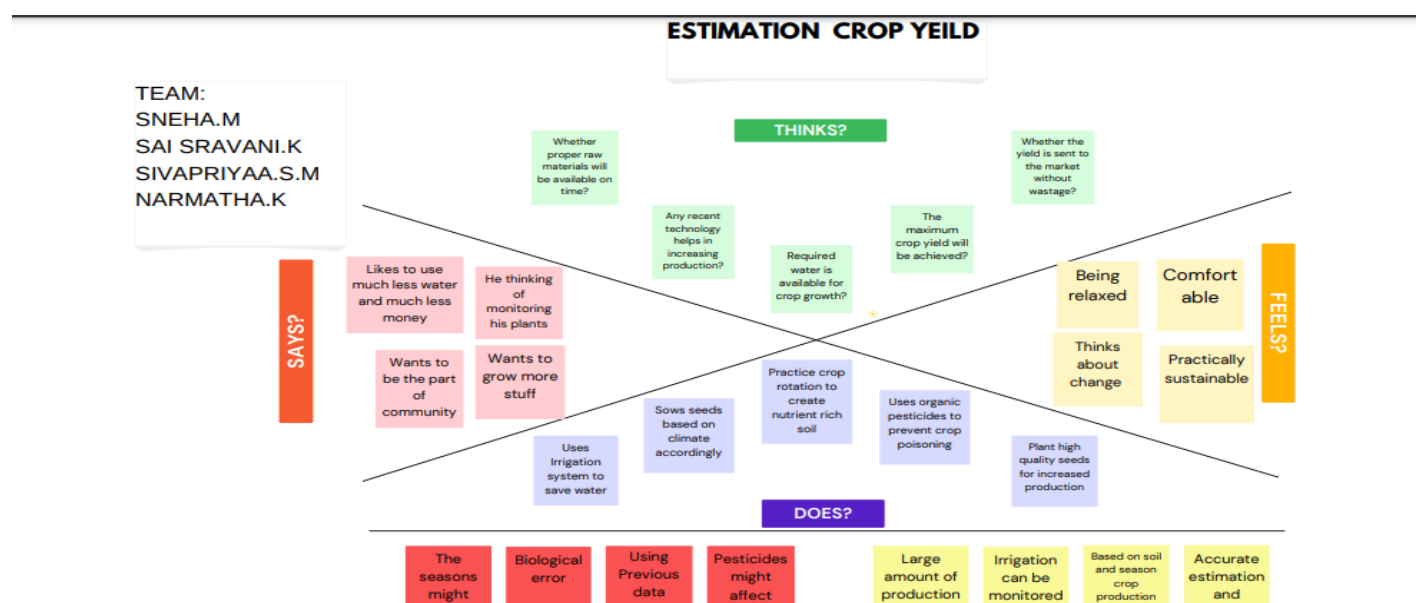 ESTIMATION  CROP YEILD
TEAM:
SNEHA.M
SAI SRAVANI.K
SIVAPRIYAA.S.M
NARMATHA.K
THINKS?
Whether
proper raw
materials will
be available on
time?
Any recent
technology
helps in
increasing
production?
Required
water is
available for
crop growth?
The
maximum
crop yield will
be achieved?
Whether the
yield is sent to
the market
without
wastage?
SAYS?
Likes to use
much less water
and much less
money
He thinking
of
monitoring
his plants
Wants to
be the part
of
community
Wants to
grow more
stuff
FEELS?
Being
relaxed
Comfort
able
Thinks
about
change
Practically
sustainable
Uses
Irrigation
system to
save water
Sows seeds
based on
climate
accordingly
Practice crop
rotation to
create
nutrient rich
soil
Uses organic
pesticides to
prevent crop
poisoning
Plant high
quality seeds
for increased
production
DOES?
The
seasons
might
Biological
error
Using
Previous
data
Pesticides
might
affect
Large
amount of
production
Irrigation
can be
monitored
Based on soil
and season
crop
production
Accurate
estimation
and